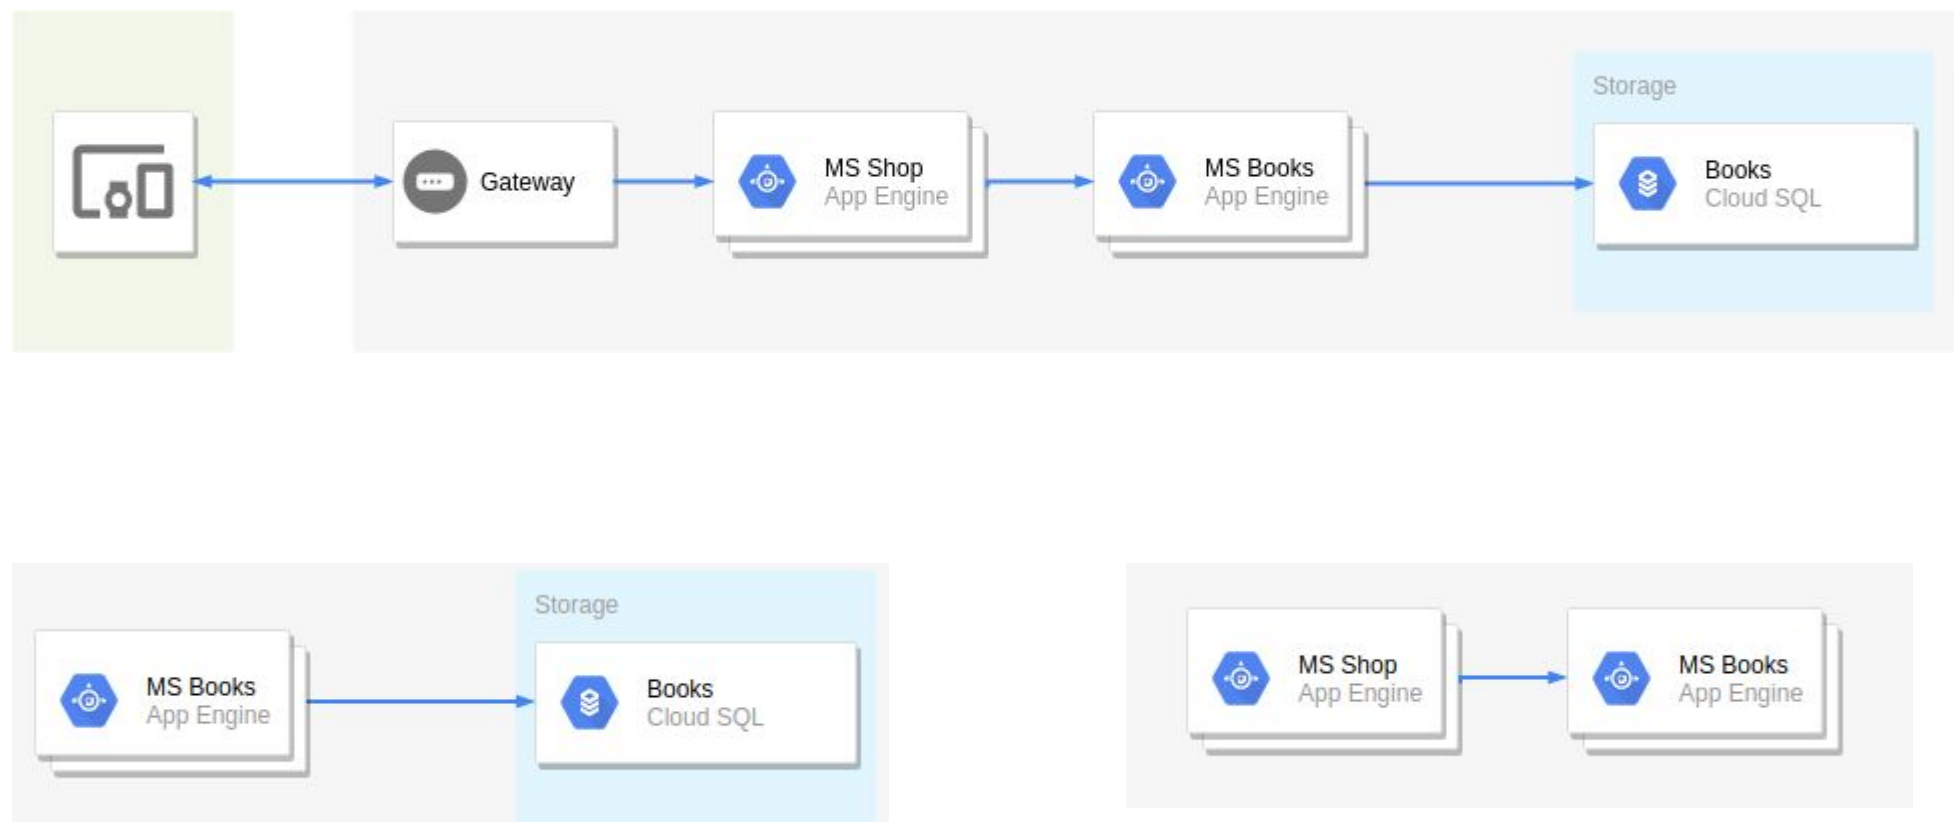 Storage
Gateway
MS Shop
App Engine
MS Books
App Engine
Books
Cloud SQL
MS Books
App Engine
Storage
Books
Cloud SQL
MS Shop
App Engine
MS Books
App Engine